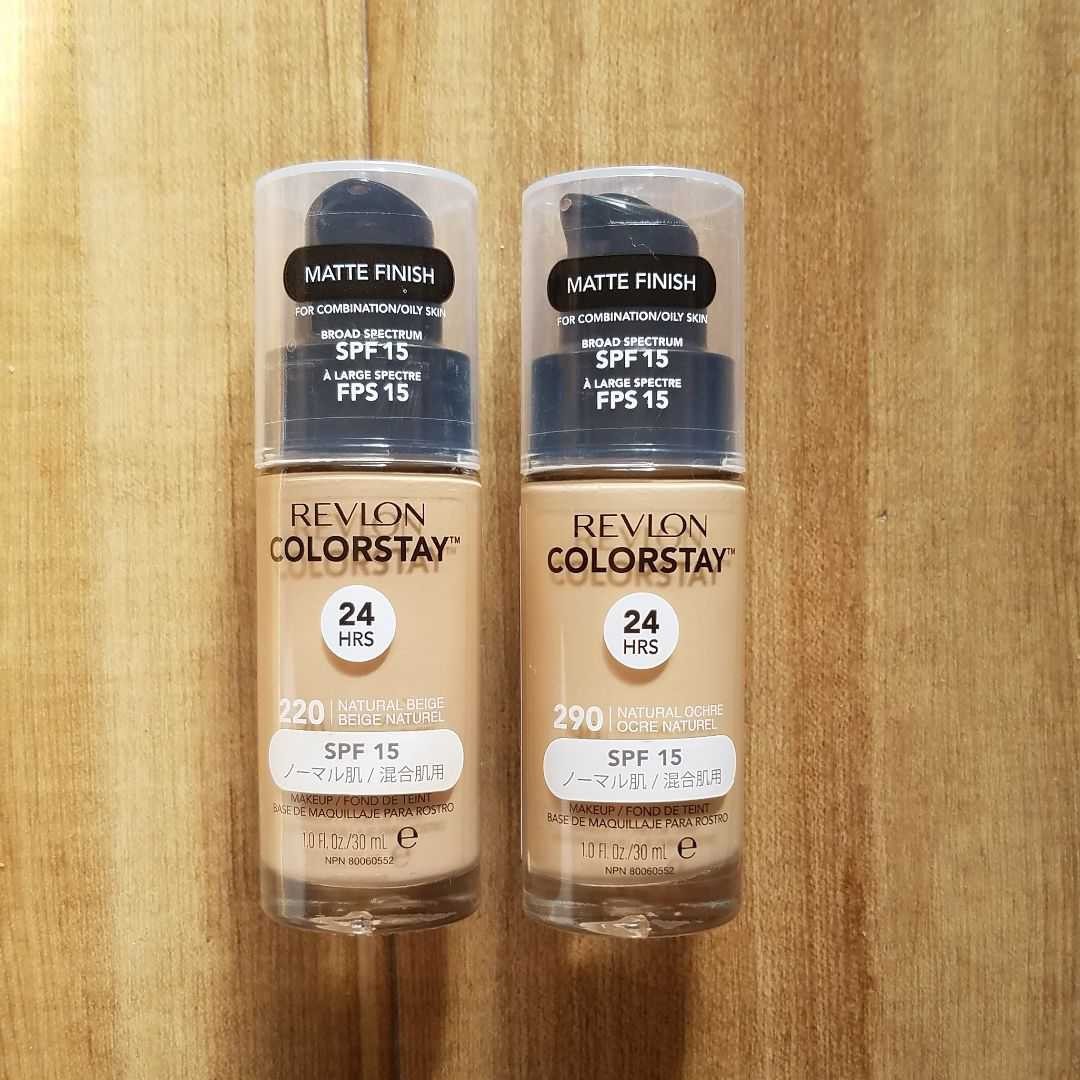 MATTE FINISH
FOR COMBINATION/OILY SKIN
BROAD SPECTRUM
SPF 15
À LARGE SPECTRE
FPS 15
REVLON
COLORSTAY™
24
HRS
220 | NATURAL BEIGE
BEIGE NATUREL
SPF 15
ノーマル肌 / 混合肌用
MAKEUP / FOND DE TEINT
BASE DE MAQUILLAJE PARA ROSTRO
1.0 Fl. Oz./30 mL ℮
NPN 80060552
MATTE FINISH
FOR COMBINATION/OILY SKIN
BROAD SPECTRUM
SPF 15
À LARGE SPECTRE
FPS 15
REVLON
COLORSTAY™
24
HRS
290 | NATURAL OCHRE
OCRE NATUREL
SPF 15
ノーマル肌 / 混合肌用
MAKEUP / FOND DE TEINT
BASE DE MAQUILLAJE PARA ROSTRO
1.0 Fl. Oz./30 mL ℮
NPN 80060552